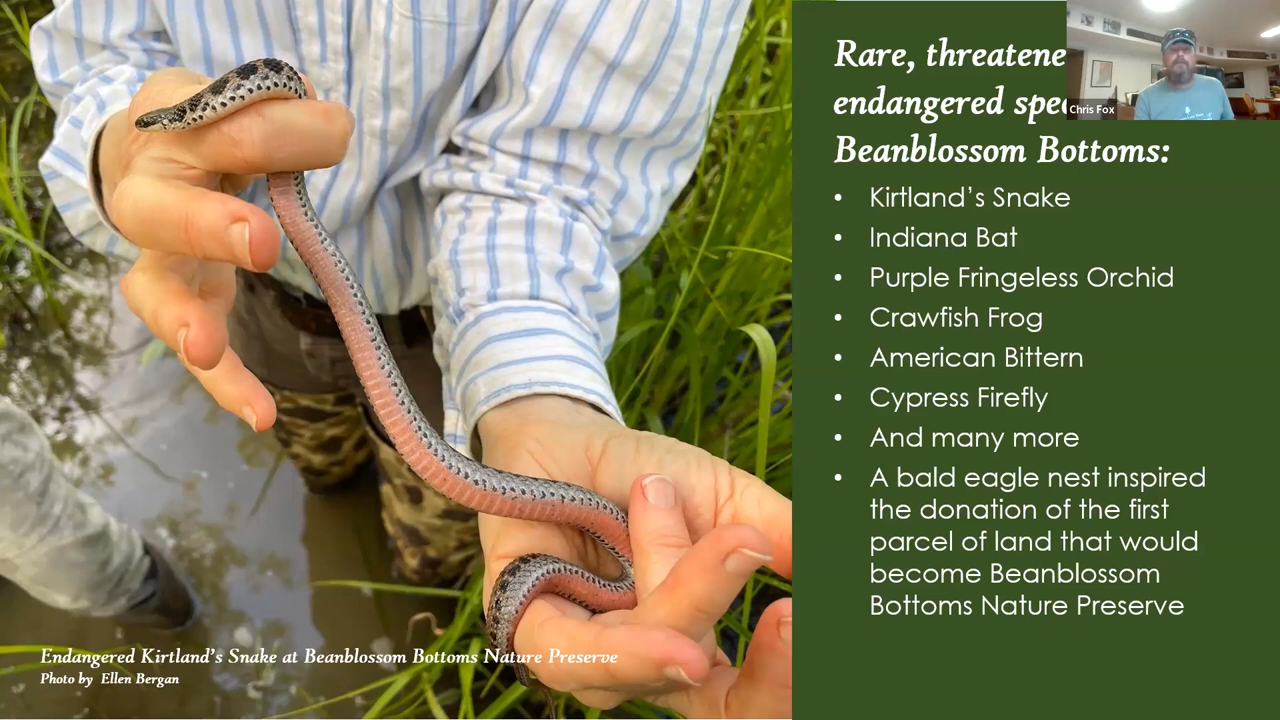 Rare, threatene
endangered spe
Beanblossom Bottoms:
• Kirtland's Snake
• Indiana Bat
• Purple Fringeless Orchid
• Crawfish Frog
• American Bittern
• Cypress Firefly
• And many more
• A bald eagle nest inspired
the donation of the first
parcel of land that would
become Beanblossom
Bottoms Nature Preserve
Chris Fox
Endangered Kirtland's Snake at Beanblossom Bottoms Nature Preserve
Photo by Ellen Bergan